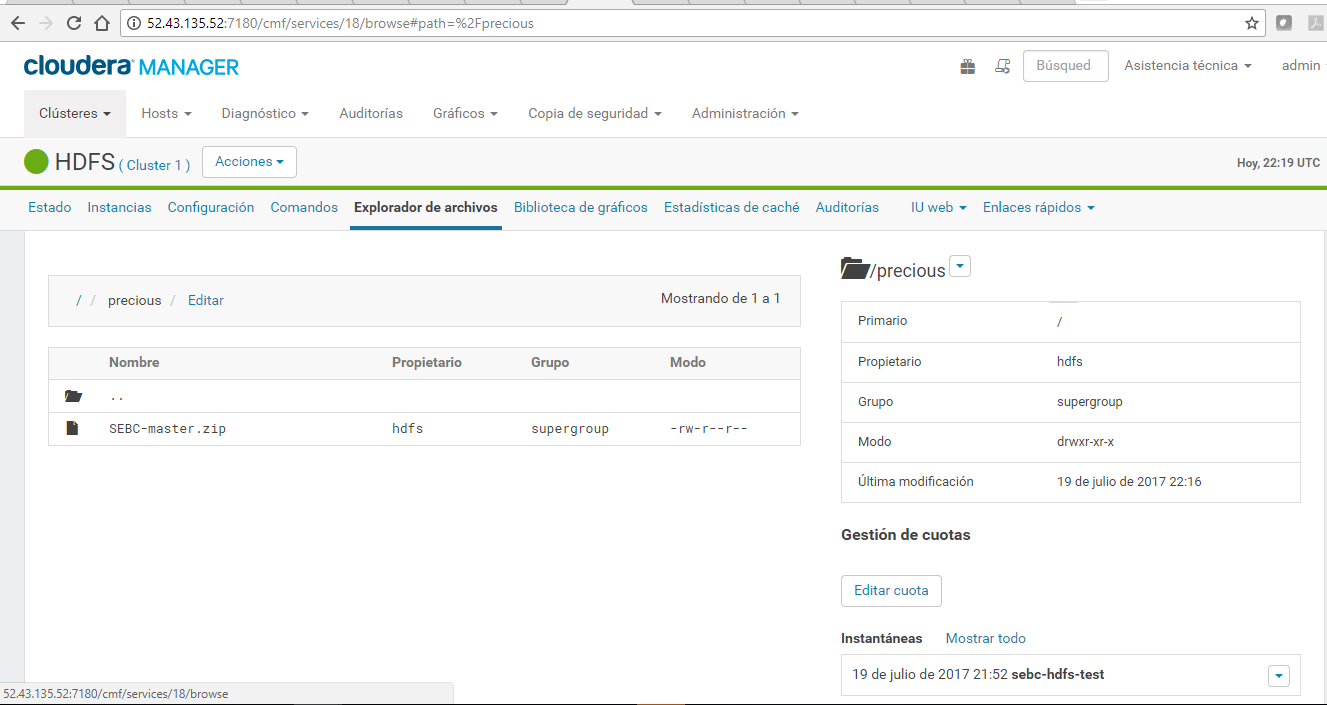 52.43.135.52:7180/cmf/services/18/browse#path=%2Fprecious
cloudera MANAGER
Búsqued
Asistencia técnica
admin
Clústeres
Hosts
Diagnóstico
Auditorías
Gráficos
Copia de seguridad
Administración
HDFS ( Cluster 1 )
Acciones
Hoy, 22:19 UTC
Estado
Instancias
Configuración
Comandos
Explorador de archivos
Biblioteca de gráficos
Estadísticas de caché
Auditorías
IU web
Enlaces rápidos
/ / precious / Editar
Mostrando de 1 a 1
Nombre Propietario Grupo Modo
..
SEBC-master.zip hdfs supergroup -rw-r--r--
/precious
Primario /
Propietario hdfs
Grupo supergroup
Modo drwxr-xr-x
Última modificación 19 de julio de 2017 22:16
Gestión de cuotas
Editar cuota
Instantáneas Mostrar todo
19 de julio de 2017 21:52 sebc-hdfs-test
52.43.135.52:7180/cmf/services/18/browse